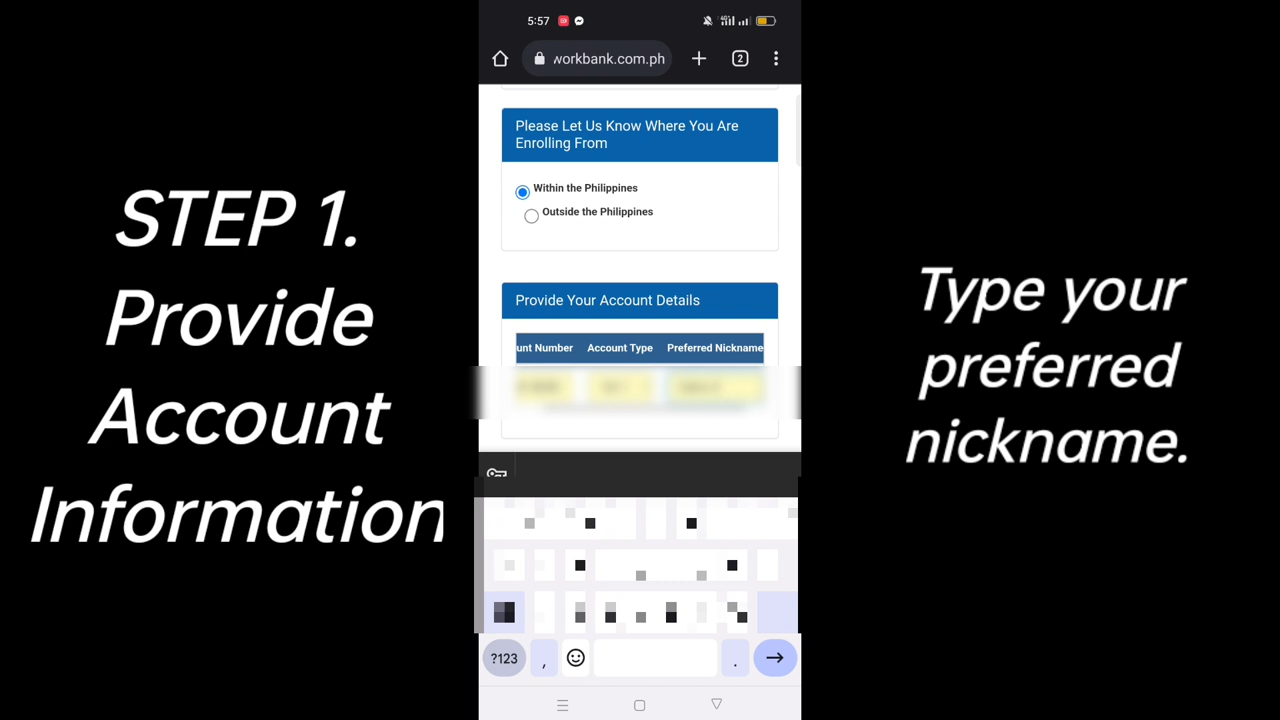 STEP 1.
Provide
Account
Information
5:57
workbank.com.ph
2
Please Let Us Know Where You Are
Enrolling From
Within the Philippines
Outside the Philippines
Provide Your Account Details
unt Number Account Type Preferred Nickname
?123 , .
Type your
preferred
nickname.